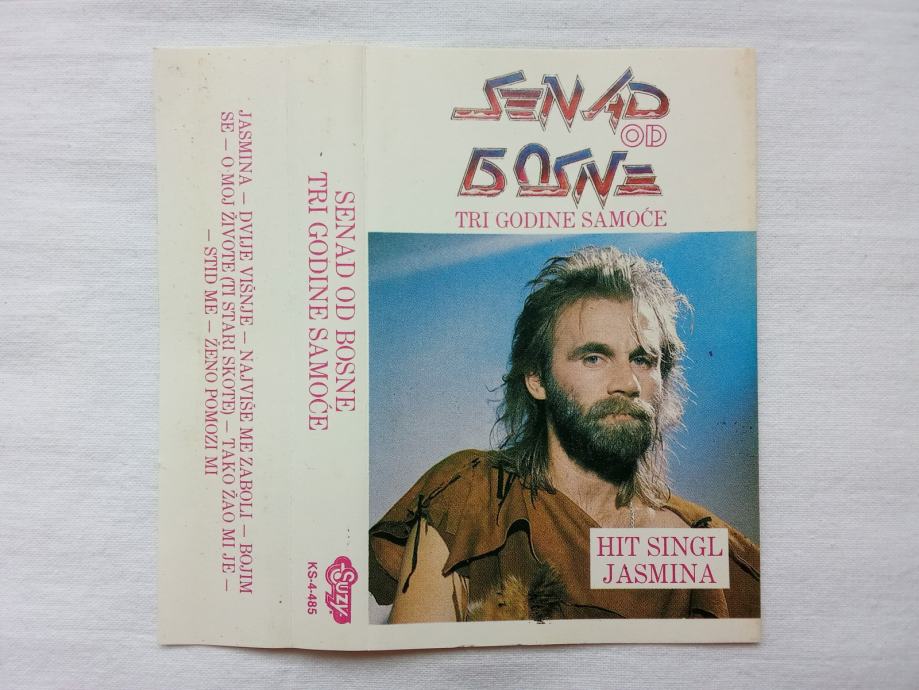 SENAD
OD
BOSNE
TRI GODINE SAMOĆE
HIT SINGL
JASMINA
SENAD OD BOSNE
TRI GODINE SAMOĆE
SUZY
KS-4-485
JASMINA – DVIJE VIŠNJE – NAJVIŠE ME ZABOLI – BOJIM
SE – O MOJ ŽIVOTE (TI STARI SKOTE) – TAKO ŽAO MI JE –
– STID ME – ŽENO POMOZI MI